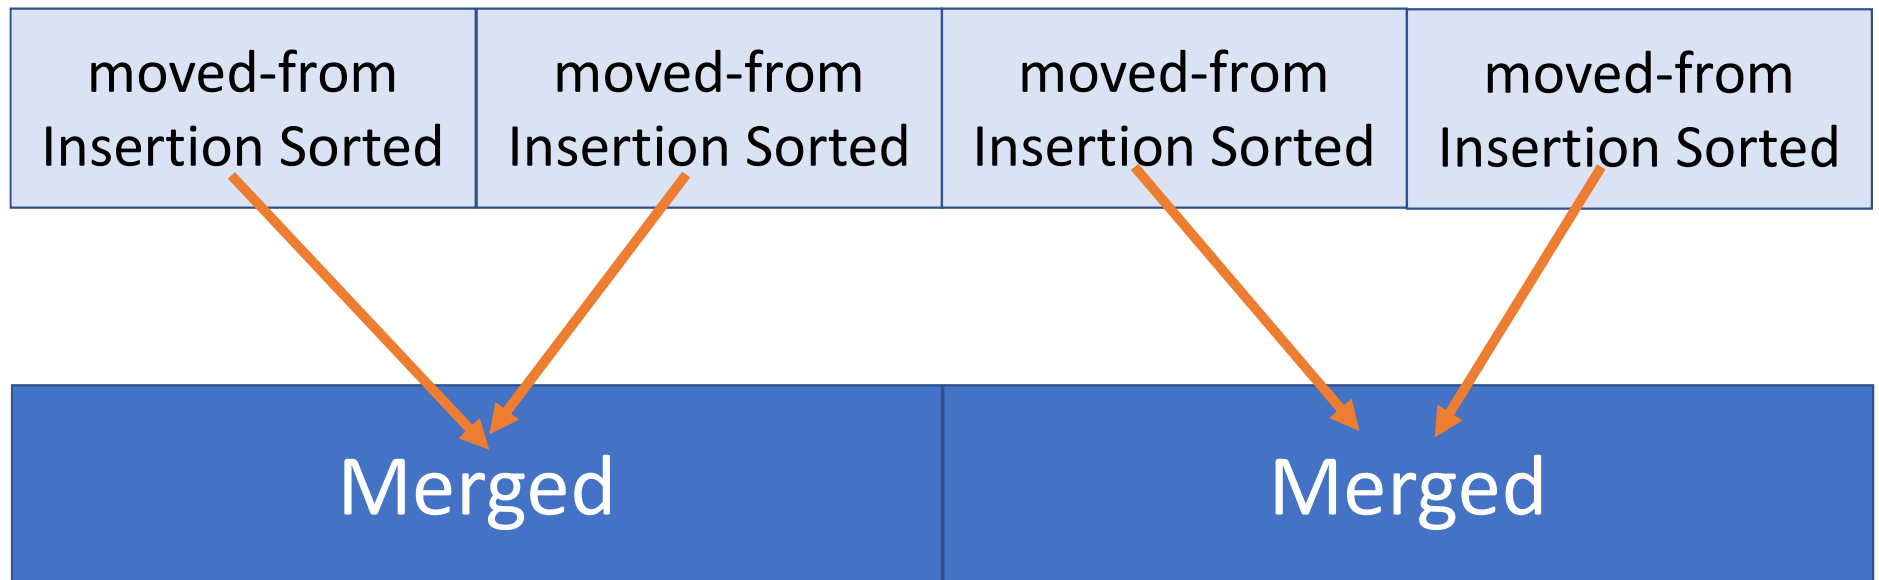 moved-from
Insertion Sorted
moved-from
Insertion Sorted
moved-from
Insertion Sorted
moved-from
Insertion Sorted
Merged
Merged